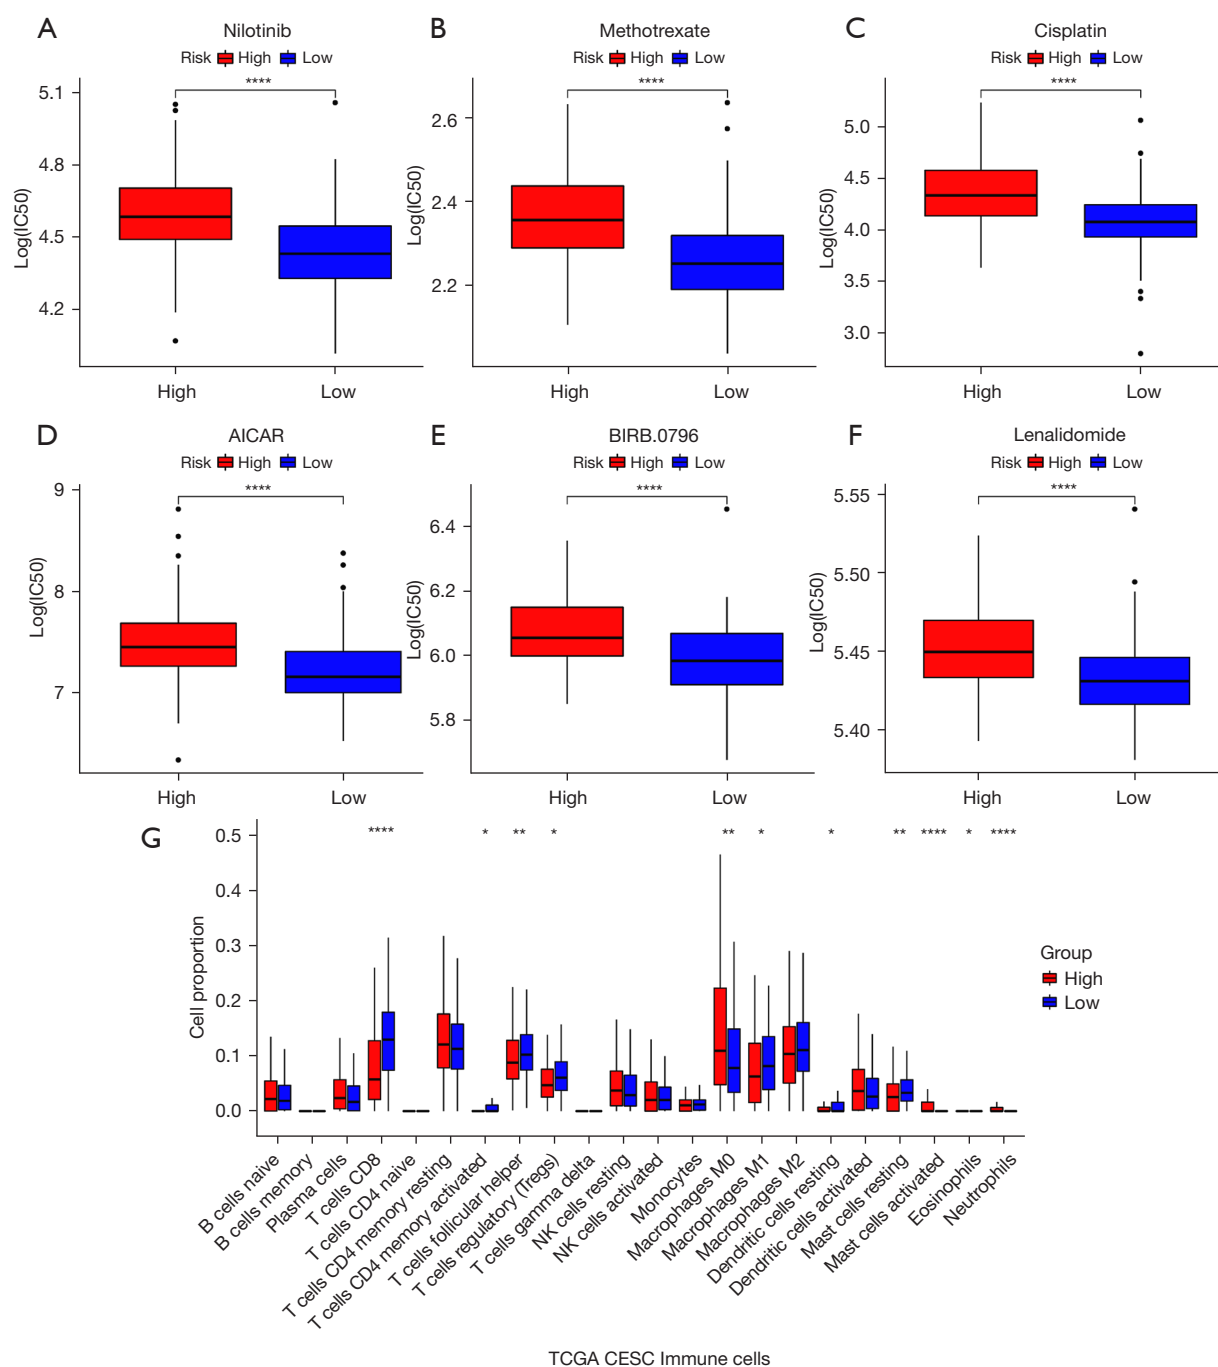 A
Nilotinib
Risk High Low
****
Log(IC50)
5.1
4.8
4.5
4.2
High Low
B
Methotrexate
Risk High Low
****
Log(IC50)
2.6
2.4
2.2
High Low
C
Cisplatin
Risk High Low
****
Log(IC50)
5.0
4.5
4.0
3.5
3.0
High Low
D
AICAR
Risk High Low
****
Log(IC50)
9
8
7
High Low
E
BIRB.0796
Risk High Low
****
Log(IC50)
6.4
6.2
6.0
5.8
High Low
F
Lenalidomide
Risk High Low
****
Log(IC50)
5.55
5.50
5.45
5.40
High Low
G
**** * ** * ** * * ** **** * ****
Cell proportion
0.5
0.4
0.3
0.2
0.1
0.0
Group
High
Low
B cells naive
B cells memory
Plasma cells
T cells CD8
T cells CD4 naive
T cells CD4 memory resting
T cells CD4 memory activated
T cells follicular helper
T cells regulatory (Tregs)
T cells gamma delta
NK cells resting
NK cells activated
Monocytes
Macrophages M0
Macrophages M1
Macrophages M2
Dendritic cells resting
Dendritic cells activated
Mast cells resting
Mast cells activated
Eosinophils
Neutrophils
TCGA CESC Immune cells